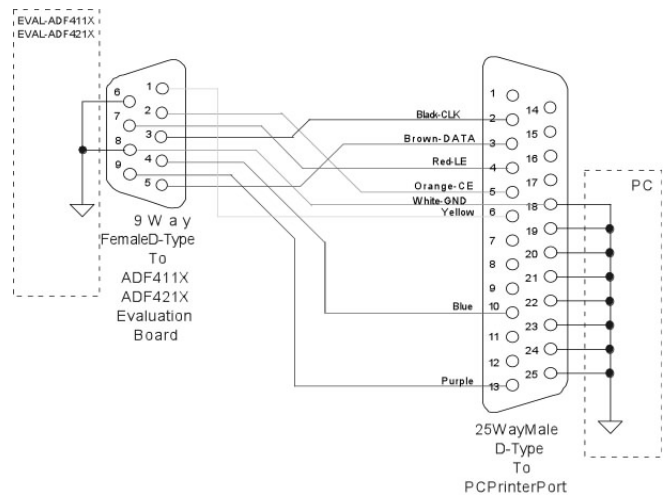 EVAL-ADF411X
EVAL-ADF421X
1
6
2
7
3
8
4
9
5
9 Way
FemaleD-Type
To
ADF411X
ADF421X
Evaluation
Board
Black-CLK
Brown-DATA
Red-LE
Orange-CE
White-GND
Yellow
Blue
Purple
1
14
2
15
3
16
4
17
5
18
6
19
7
20
8
21
9
22
10
23
11
24
12
25
13
PC
25WayMale
D-Type
To
PCPrinterPort